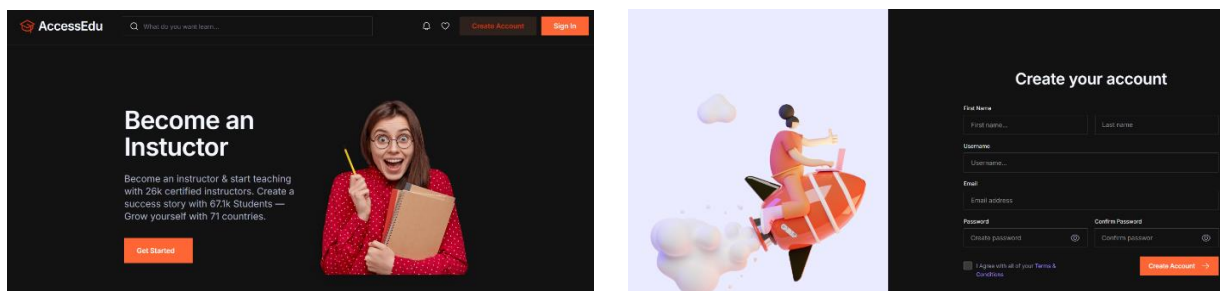 AccessEdu
What do you want learn...
Create Account
Sign In
Become an
Instuctor
Become an instructor & start teaching
with 26k certified instructors. Create a
success story with 67.1k Students —
Grow yourself with 71 countries.
Get Started
Create your account
First Name
First name...
Last name
Username
Username...
Email
Email address
Password
Confirm Password
Create password
Confirm passwor
I Agree with all of your Terms &
Conditions
Create Account